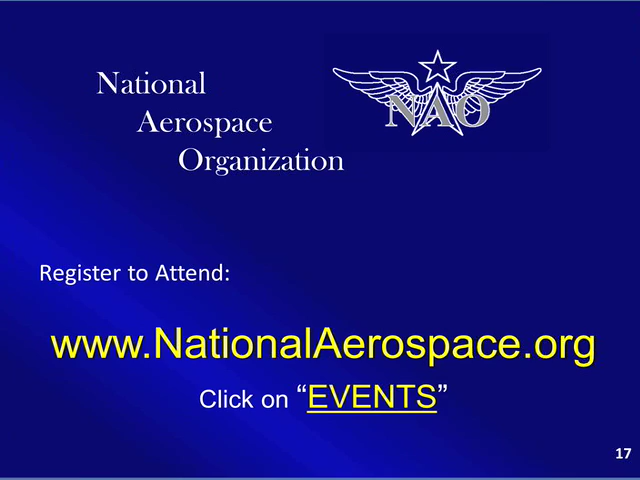 National
Aerospace
Organization
NAO
Register to Attend:
www.NationalAerospace.org
Click on “EVENTS”
17